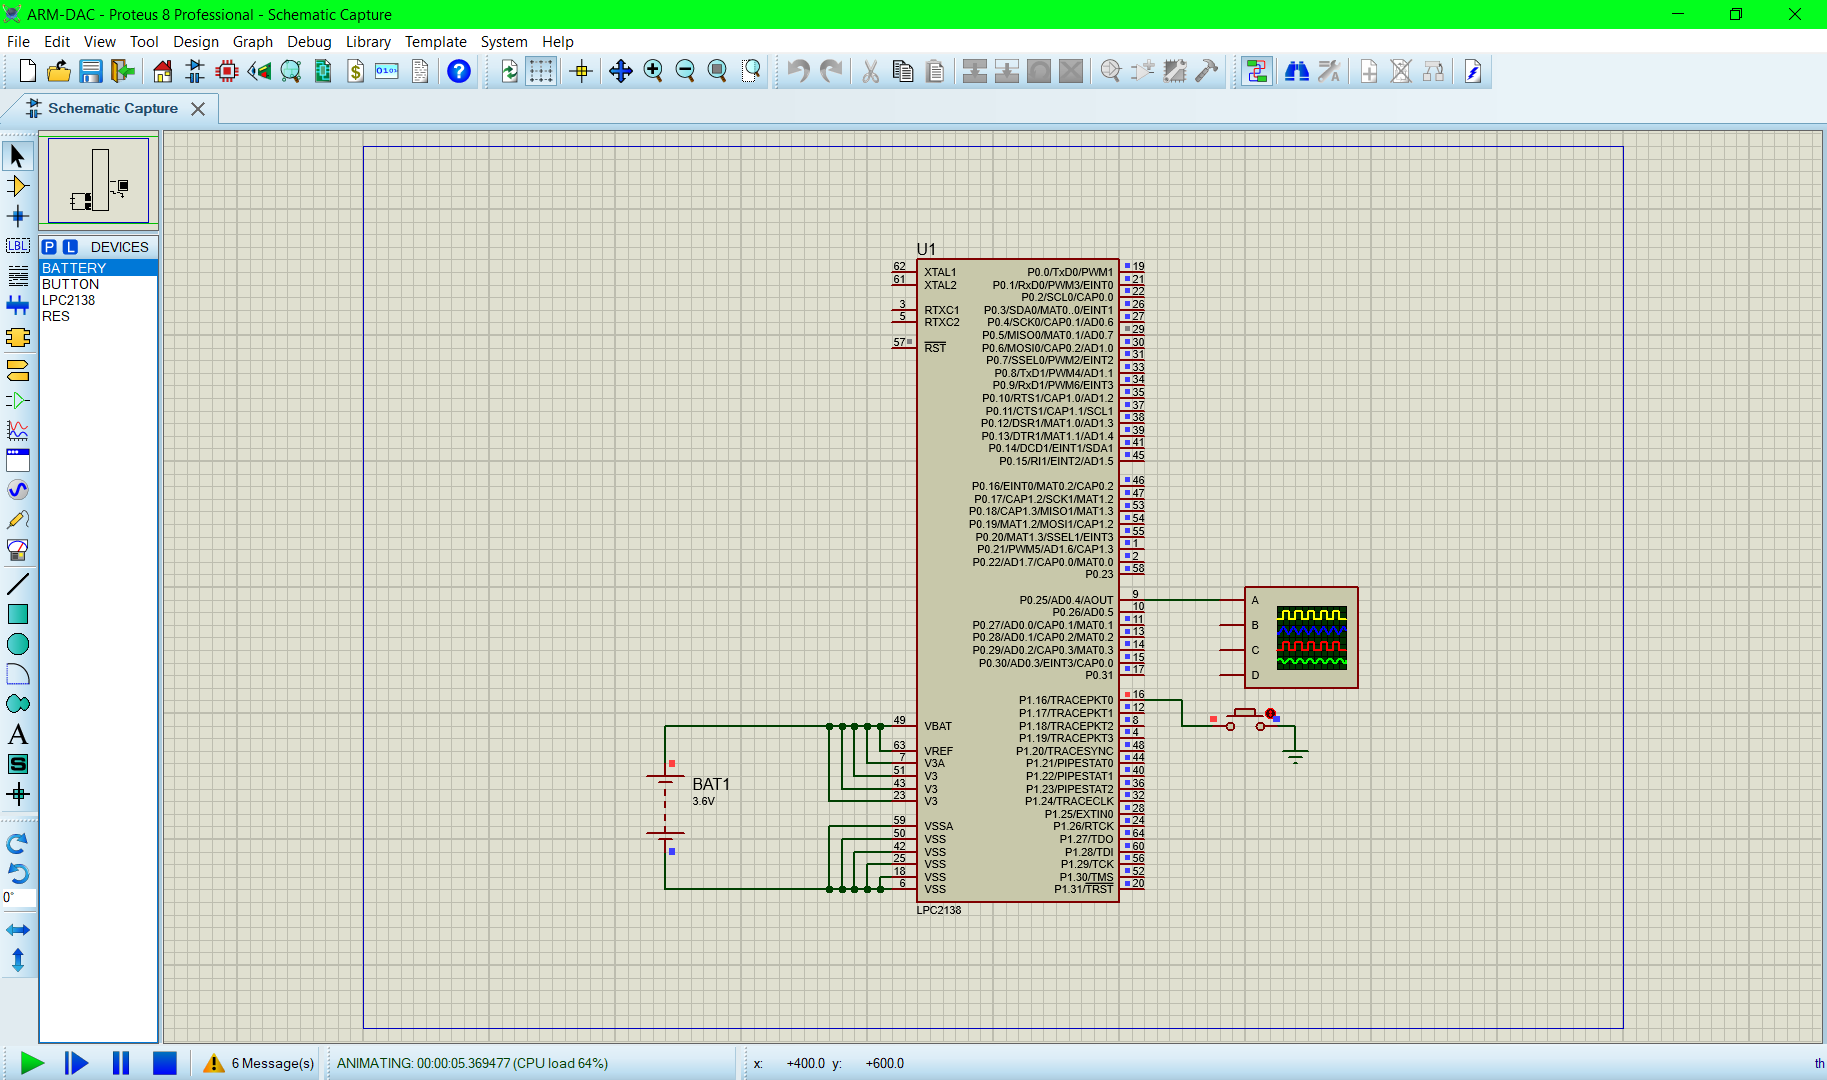 ARM-DAC - Proteus 8 Professional - Schematic Capture
File Edit View Tool Design Graph Debug Library Template System Help
Schematic Capture
LBL
P L DEVICES
BATTERY
BUTTON
LPC2138
RES
A
S
0°
U1
62 XTAL1
61 XTAL2
3 RTXC1
5 RTXC2
57 RST
P0.0/TxD0/PWM1 19
P0.1/RxD0/PWM3/EINT0 21
P0.2/SCL0/CAP0.0 22
P0.3/SDA0/MAT0..0/EINT1 26
P0.4/SCK0/CAP0.1/AD0.6 27
P0.5/MISO0/MAT0.1/AD0.7 29
P0.6/MOSI0/CAP0.2/AD1.0 30
P0.7/SSEL0/PWM2/EINT2 31
P0.8/TxD1/PWM4/AD1.1 33
P0.9/RxD1/PWM6/EINT3 34
P0.10/RTS1/CAP1.0/AD1.2 35
P0.11/CTS1/CAP1.1/SCL1 37
P0.12/DSR1/MAT1.0/AD1.3 38
P0.13/DTR1/MAT1.1/AD1.4 39
P0.14/DCD1/EINT1/SDA1 41
P0.15/RI1/EINT2/AD1.5 45
P0.16/EINT0/MAT0.2/CAP0.2 46
P0.17/CAP1.2/SCK1/MAT1.2 47
P0.18/CAP1.3/MISO1/MAT1.3 53
P0.19/MAT1.2/MOSI1/CAP1.2 54
P0.20/MAT1.3/SSEL1/EINT3 55
P0.21/PWM5/AD1.6/CAP1.3 1
P0.22/AD1.7/CAP0.0/MAT0.0 2
P0.23 58
P0.25/AD0.4/AOUT 9
P0.26/AD0.5 10
P0.27/AD0.0/CAP0.1/MAT0.1 11
P0.28/AD0.1/CAP0.2/MAT0.2 13
P0.29/AD0.2/CAP0.3/MAT0.3 14
P0.30/AD0.3/EINT3/CAP0.0 15
P0.31 17
A
B
C
D
P1.16/TRACEPKT0 16
P1.17/TRACEPKT1 12
P1.18/TRACEPKT2 8
P1.19/TRACEPKT3 4
P1.20/TRACESYNC 48
P1.21/PIPESTAT0 44
P1.22/PIPESTAT1 40
P1.23/PIPESTAT2 36
P1.24/TRACECLK 32
P1.25/EXTIN0 28
P1.26/RTCK 24
P1.27/TDO 64
P1.28/TDI 60
P1.29/TCK 56
P1.30/TMS 52
P1.31/TRST 20
49 VBAT
63 VREF
7 V3A
51 V3
43 V3
23 V3
59 VSSA
50 VSS
42 VSS
25 VSS
18 VSS
6 VSS
BAT1
3.6V
LPC2138
6 Message(s) ANIMATING: 00:00:05.369477 (CPU load 64%) x: +400.0 y: +600.0 th